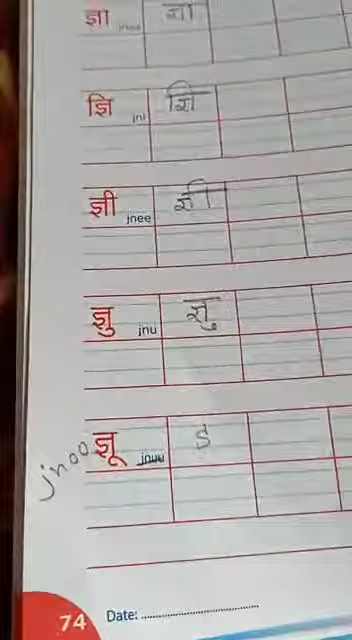 ज्ञा jnaa ज्ञा
ज्ञि jni ज्ञि
ज्ञी jnee ज्ञी
ज्ञु jnu ज्ञु
jnoo ज्ञू jnuu
74 Date: